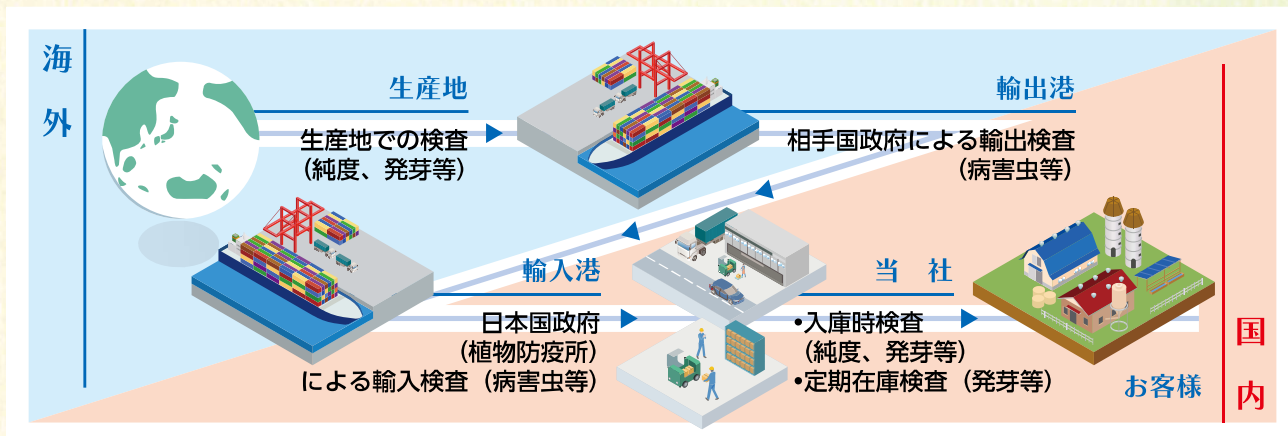 海外
生産地
生産地での検査
(純度、発芽等)
輸出港
相手国政府による輸出検査
(病害虫等)
輸入港
日本国政府
(植物防疫所)
による輸入検査(病害虫等)
当 社
•入庫時検査
(純度、発芽等)
•定期在庫検査(発芽等)
お客様
国内